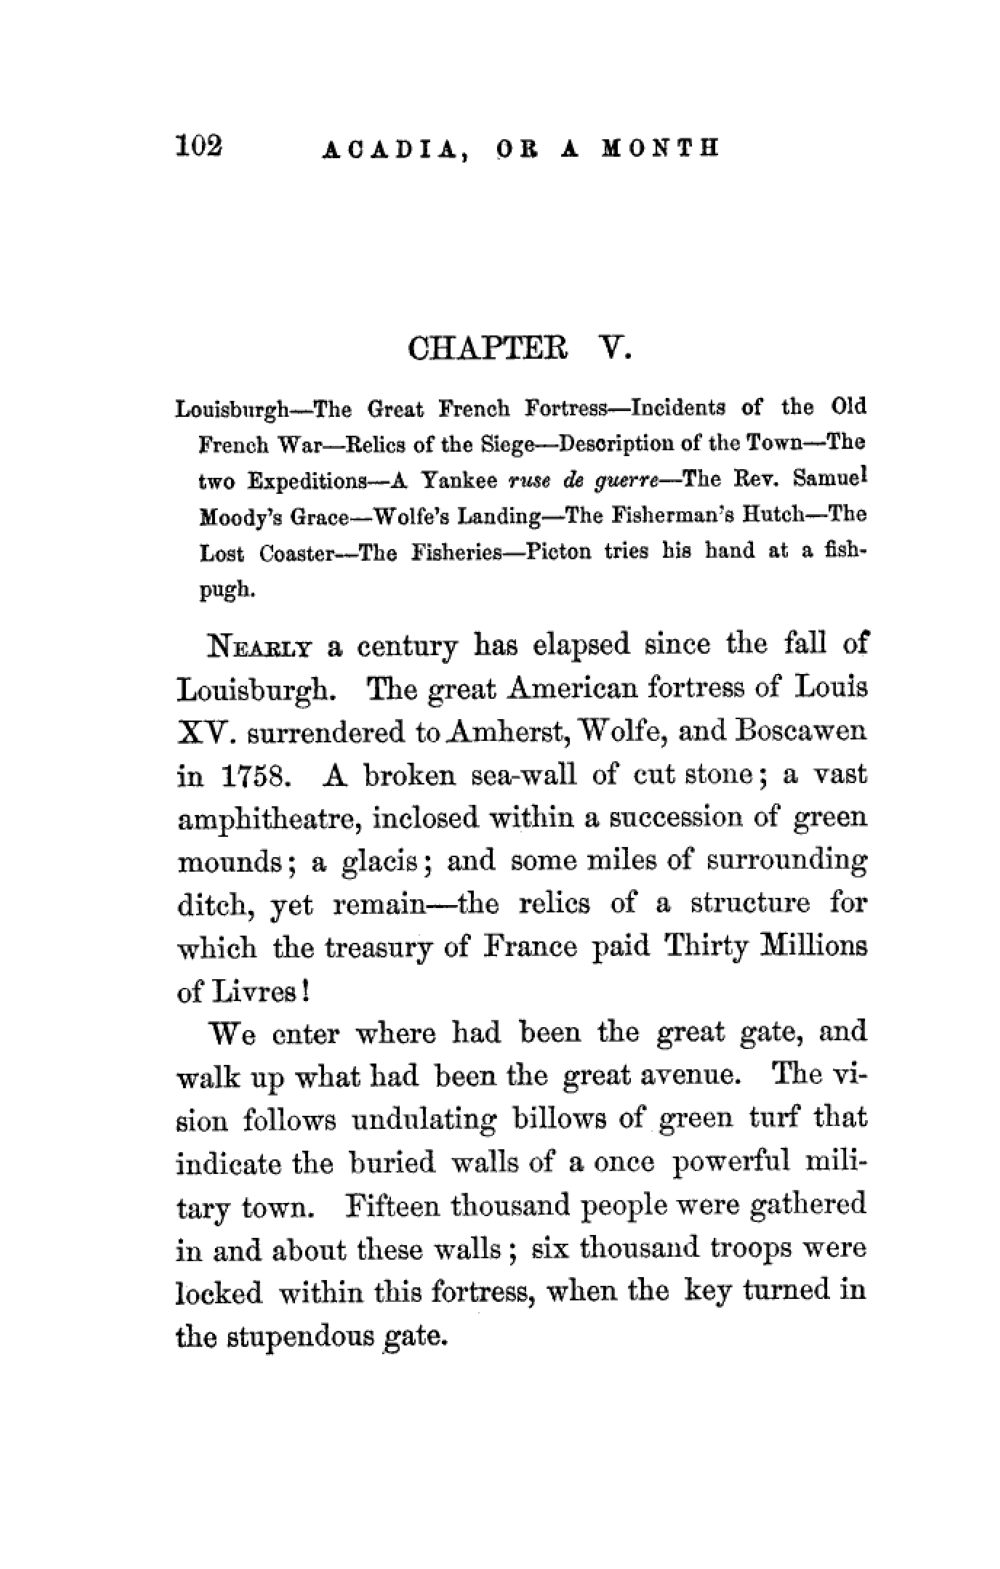 102 ACADIA, OR A MONTH
CHAPTER V.
Louisburgh—The Great French Fortress—Incidents of the Old
French War—Relics of the Siege—Description of the Town—The
two Expeditions—A Yankee ruse de guerre—The Rev. Samuel
Moody's Grace—Wolfe's Landing—The Fisherman's Hutch—The
Lost Coaster—The Fisheries—Picton tries his hand at a fish-
pugh.
NEARLY a century has elapsed since the fall of
Louisburgh. The great American fortress of Louis
XV. surrendered to Amherst, Wolfe, and Boscawen
in 1758. A broken sea-wall of cut stone; a vast
amphitheatre, inclosed within a succession of green
mounds; a glacis; and some miles of surrounding
ditch, yet remain—the relics of a structure for
which the treasury of France paid Thirty Millions
of Livres!
We enter where had been the great gate, and
walk up what had been the great avenue. The vi-
sion follows undulating billows of green turf that
indicate the buried walls of a once powerful mili-
tary town. Fifteen thousand people were gathered
in and about these walls; six thousand troops were
locked within this fortress, when the key turned in
the stupendous gate.